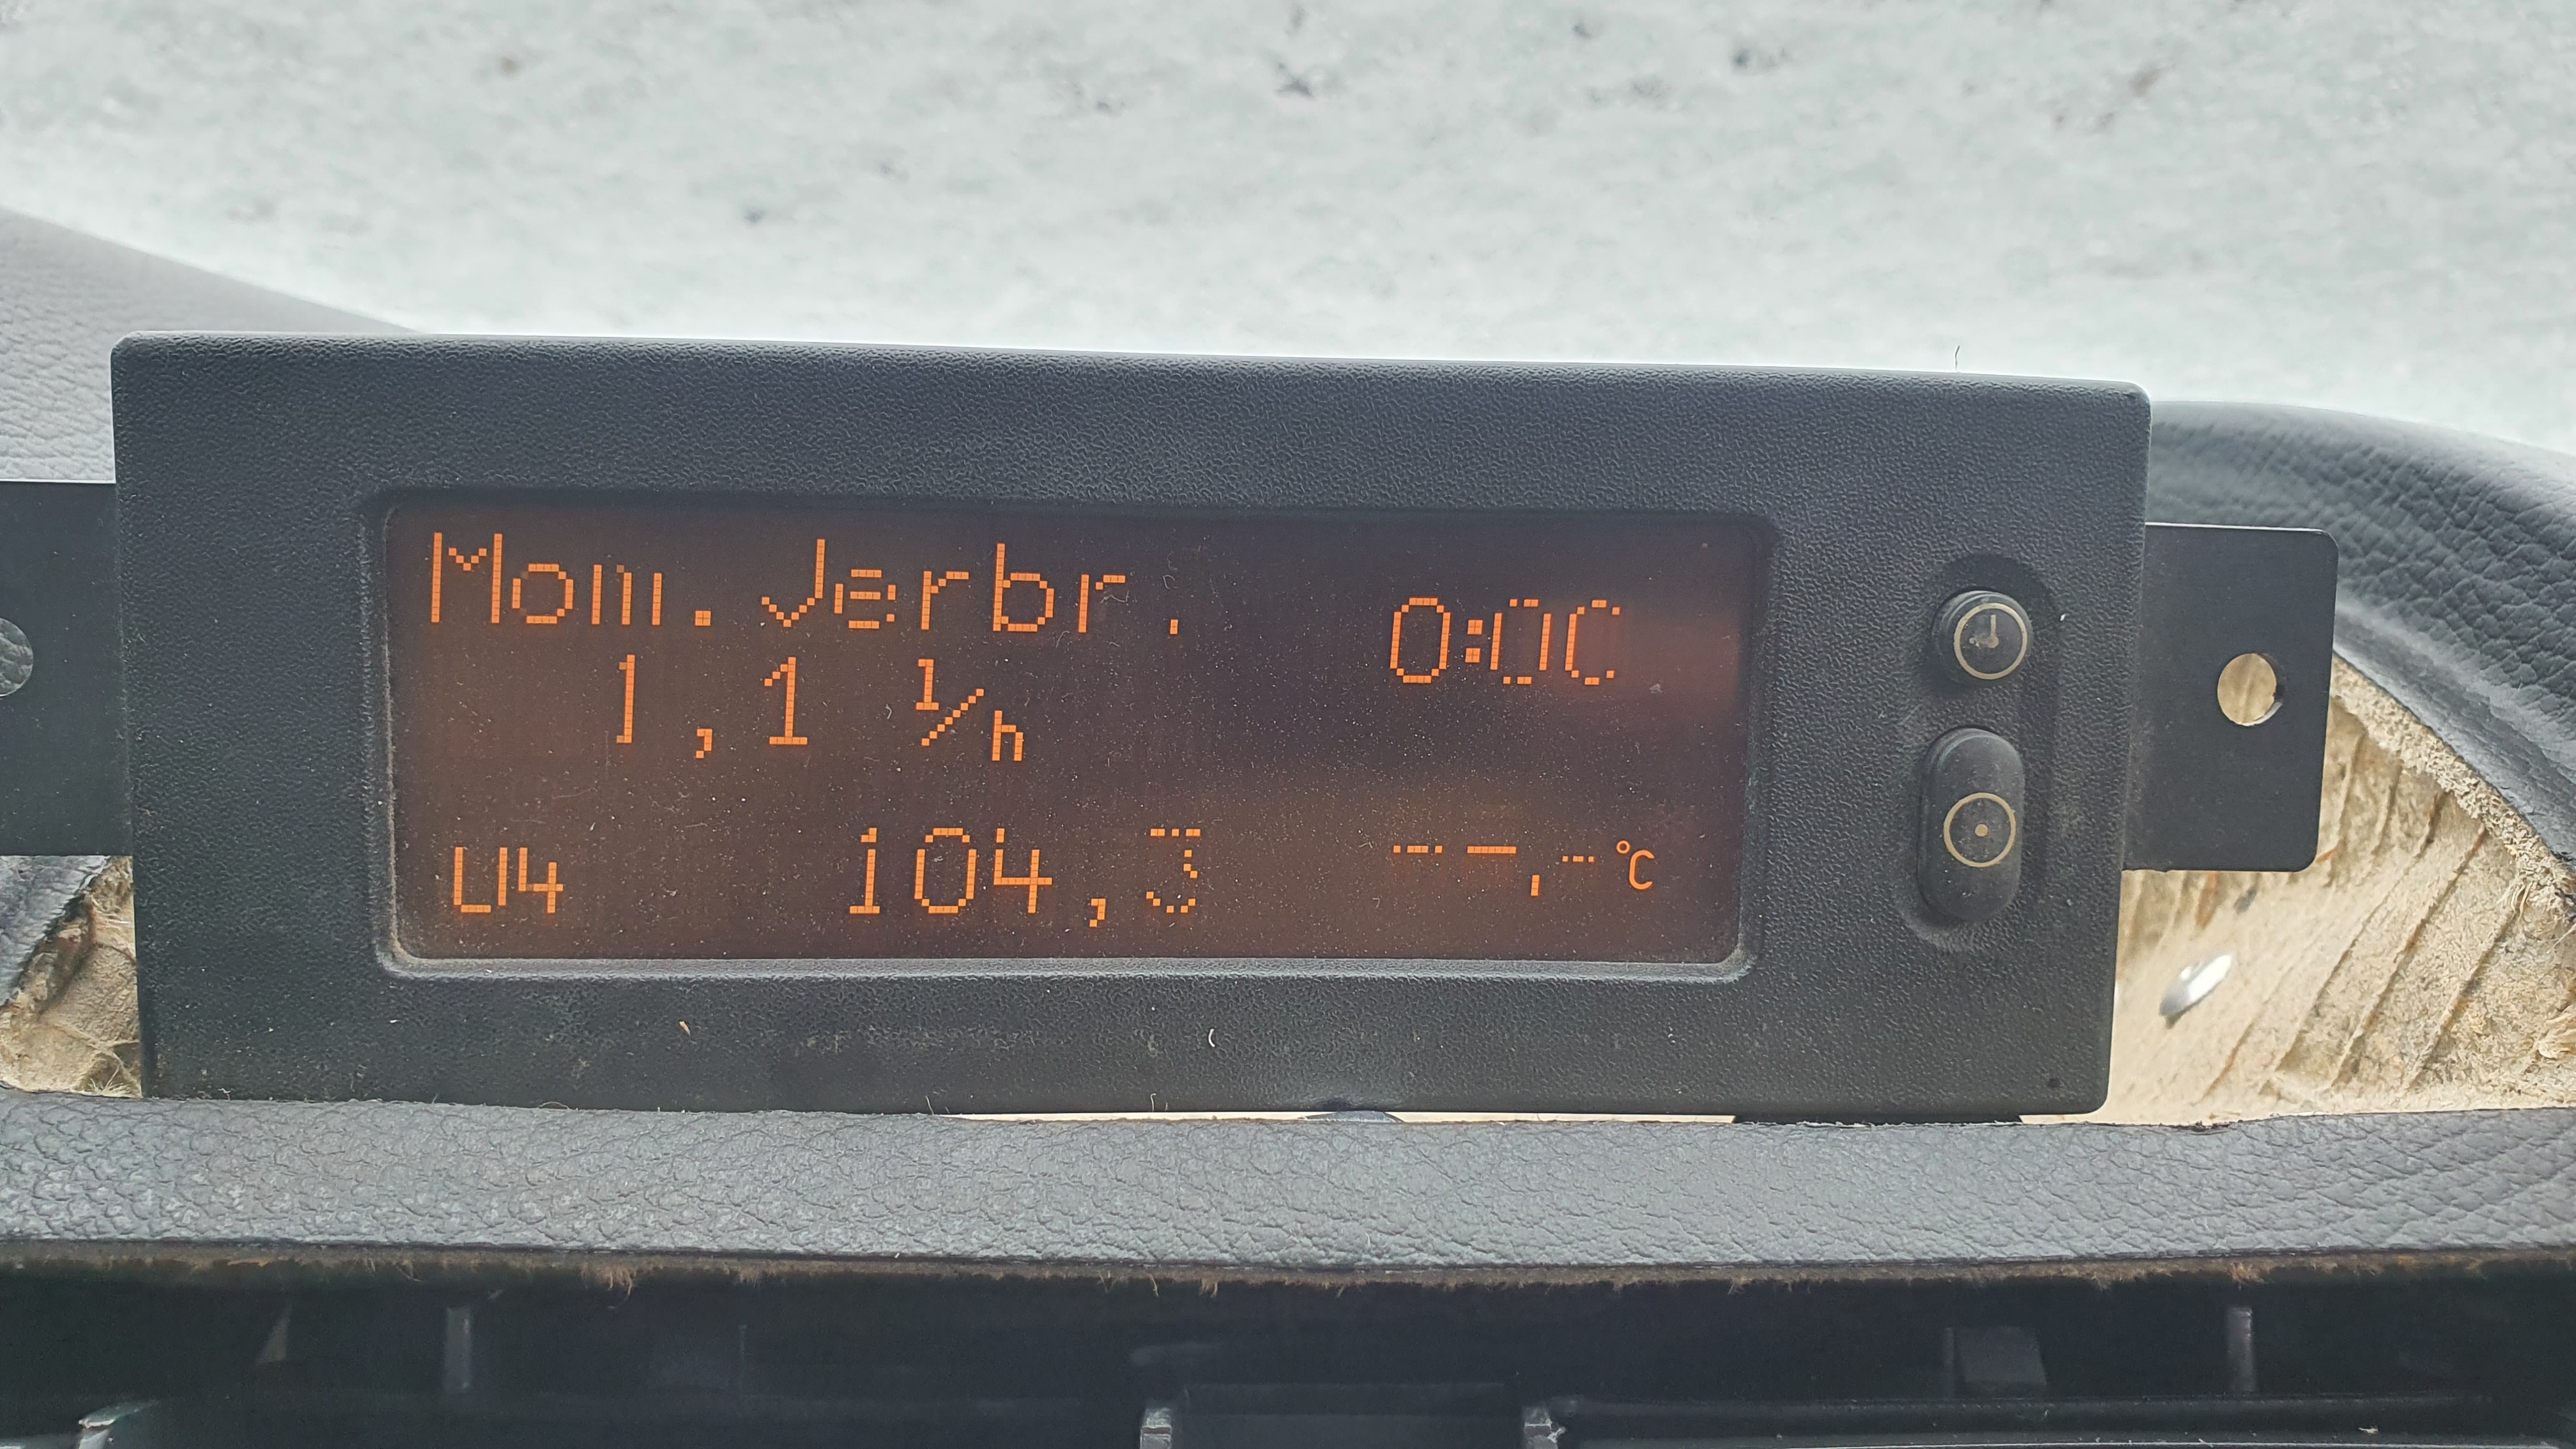 Mom. Verbr.
1,1 l/h
0:00
U4 104,3 --,-°C